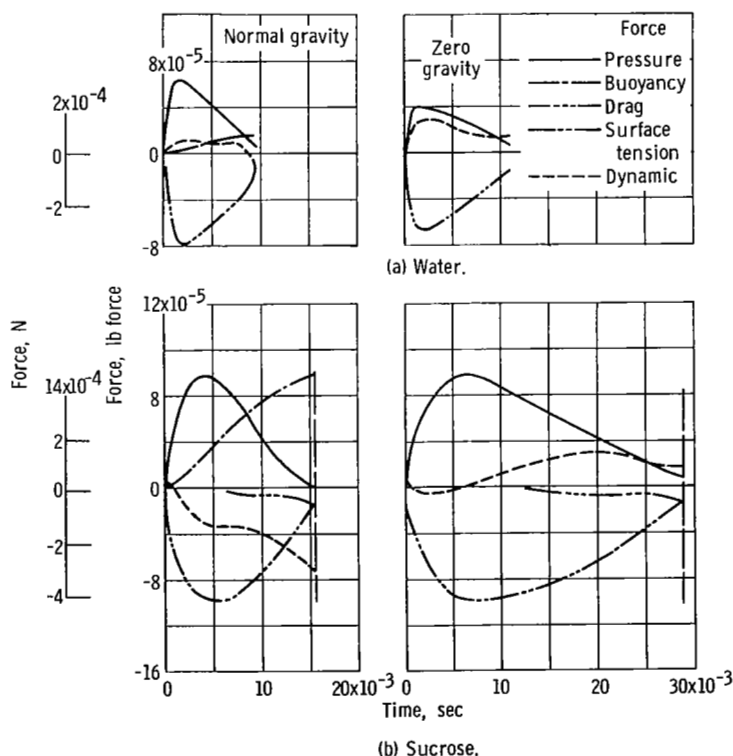 Normal gravity
Zero
gravity
Force
Pressure
Buoyancy
Drag
Surface
tension
Dynamic
8x10-5
0
-8
2x10-4
0
-2
(a) Water.
Force, N
Force, lb force
12x10-5
8
0
-8
-16
14x10-4
2
0
-2
-4
0
10
20x10-3
0
10
20
30x10-3
Time, sec
(b) Sucrose.